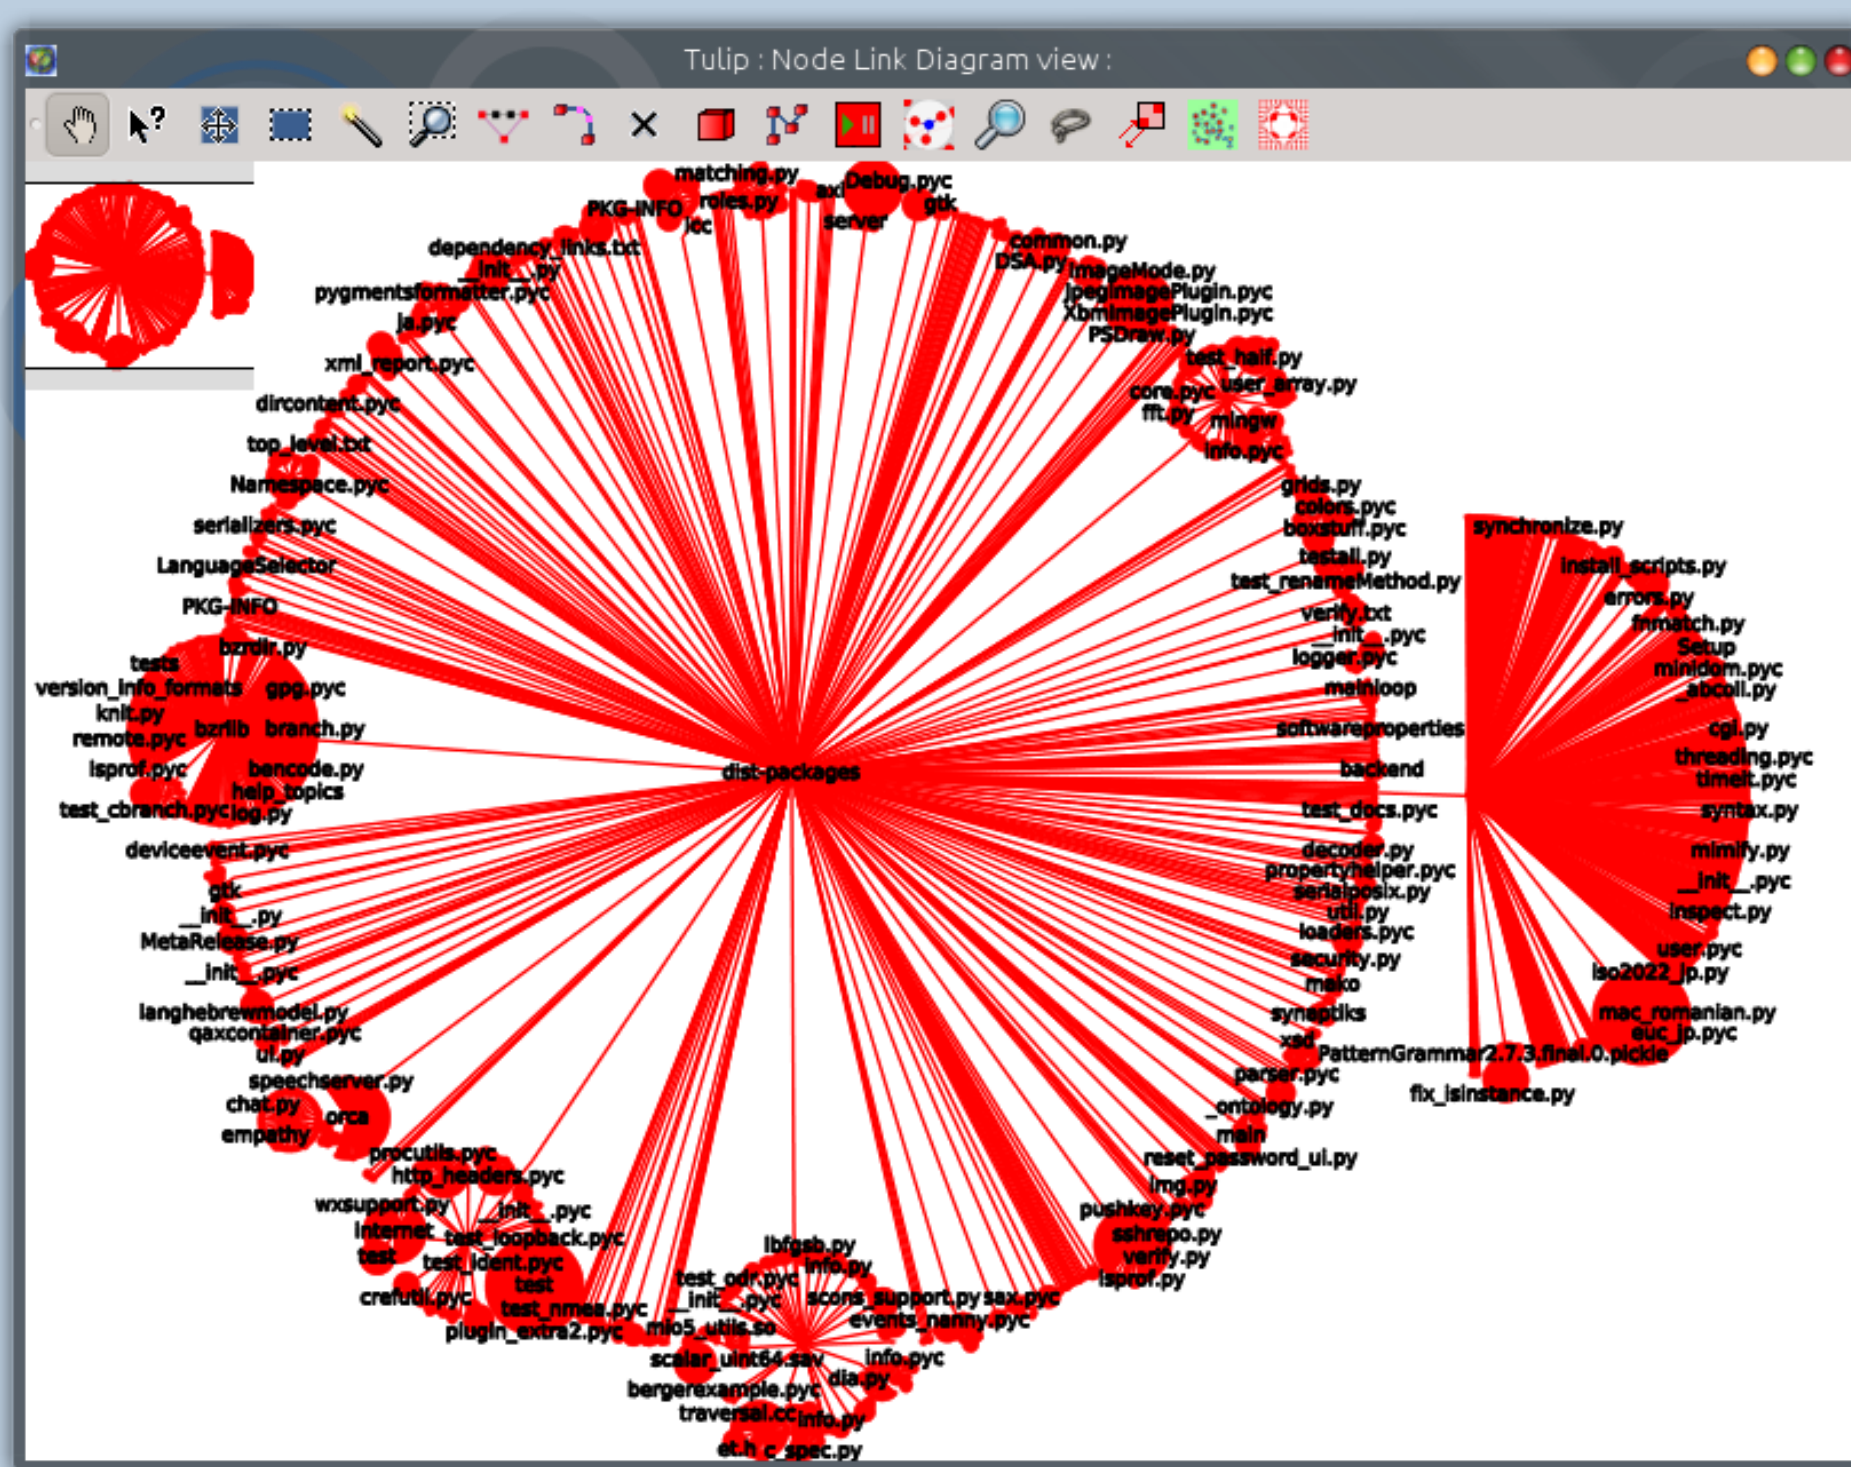 Tulip : Node Link Diagram view :
?
matching.py
Debug.pyc
axi
roles.py
gtk
PKG-INFO
server
icc
common.py
dependency_links.txt
DSA.py
__init__.py
ImageMode.py
pygmentsformatter.pyc
JpegImagePlugin.pyc
XbmImagePlugin.pyc
ja.pyc
PSDraw.py
test_half.py
xml_report.pyc
user_array.py
core.pyc
dircontent.pyc
fft.py
mingw
top_level.txt
info.pyc
Namespace.pyc
grids.py
colors.pyc
serializers.pyc
boxstuff.pyc
synchronize.py
testall.py
LanguageSelector
install_scripts.py
test_renameMethod.py
errors.py
PKG-INFO
verify.txt
fnmatch.py
__init__.pyc
bzrdir.py
Setup
logger.pyc
tests
minidom.pyc
version_info_formats
gpg.pyc
mainloop
_abcoll.py
knit.py
bzrlib
branch.py
softwareproperties
cgi.py
remote.pyc
threading.pyc
lsprof.pyc
bencode.py
dist-packages
backend
timeit.pyc
help_topics
test_cbranch.pyc
log.py
test_docs.pyc
syntax.py
deviceevent.pyc
decoder.py
mimify.py
propertyhelper.pyc
__init__.pyc
gtk
serialposix.py
__init__.py
util.py
inspect.py
MetaRelease.py
loaders.pyc
user.pyc
__init__.pyc
security.py
iso2022_jp.py
mako
langhebrewmodel.py
synaptiks
mac_romanian.py
qaxcontainer.pyc
xsd
euc_jp.pyc
ui.py
PatternGrammar2.7.3.final.0.pickle
speechserver.py
parser.pyc
fix_isinstance.py
chat.py
orca
_ontology.py
empathy
main
procutils.pyc
reset_password_ui.py
http_headers.pyc
img.py
wxsupport.py
__init__.pyc
pushkey.pyc
internet
test_loopback.pyc
sshrepo.py
test
lbfgsb.py
verify.py
test_ident.pyc
info.py
test
test_odr.pyc
lsprof.py
crefutil.pyc
__init__.pyc
scons_support.py
sax.pyc
test_nmea.pyc
events_nanny.pyc
plugin_extra2.pyc
mio5_utils.so
scalar_uint64.sav
info.pyc
dia.py
bergerexample.pyc
traversal.cc
info.py
et.h
c_spec.py